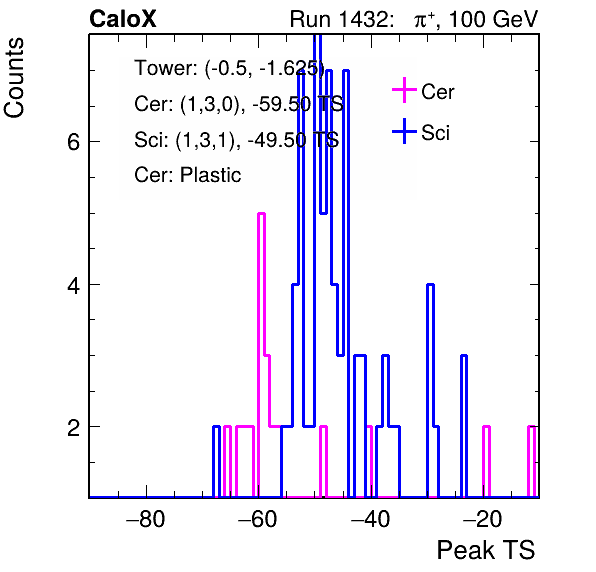 CaloX Run 1432: π⁺, 100 GeV
Counts
Tower: (-0.5, -1.625)
Cer: (1,3,0), -59.50 TS
Sci: (1,3,1), -49.50 TS
Cer: Plastic
Cer
Sci
6
4
2
−80 −60 −40 −20
Peak TS